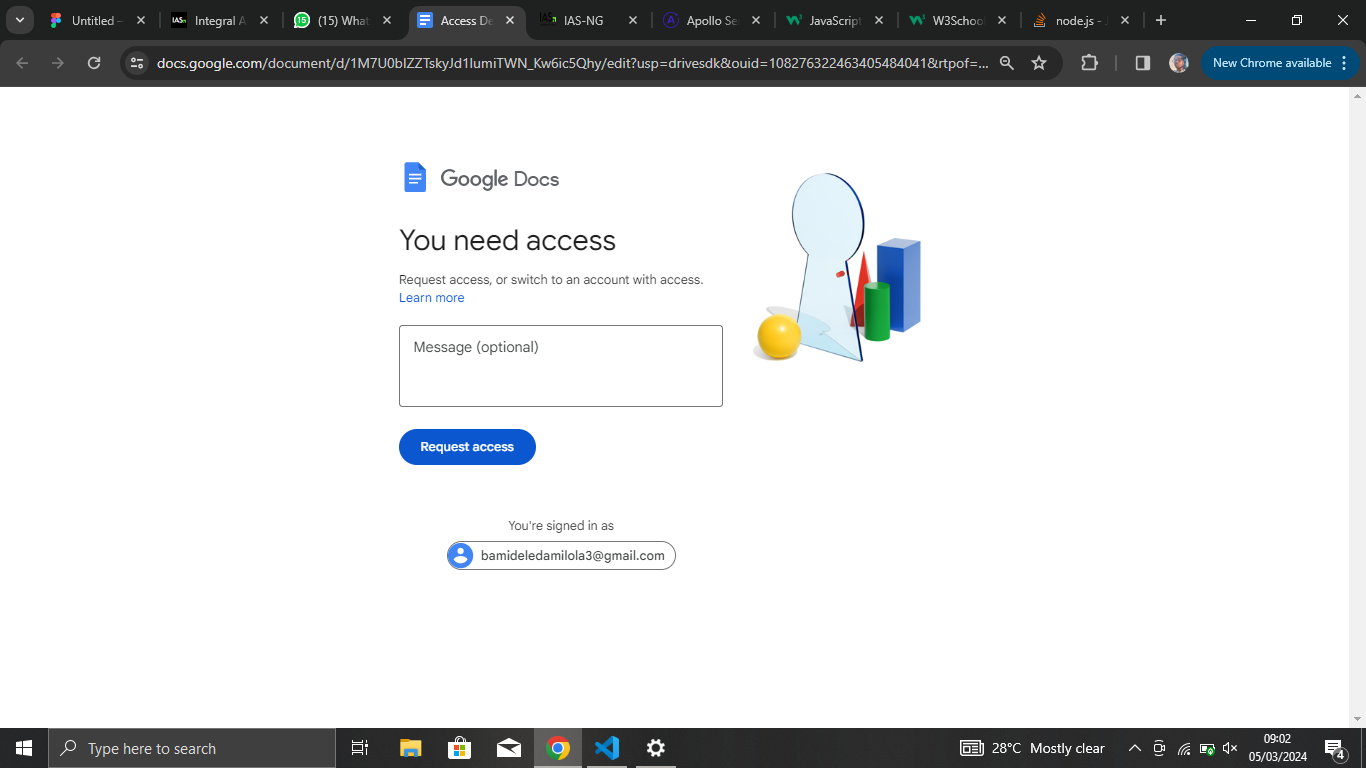 Untitled –
Integral A
(15) What
Access De
IAS-NG
Apollo Se
JavaScript
W3School
node.js - J
docs.google.com/document/d/1M7U0bIZZTskyJd1IumiTWN_Kw6ic5Qhy/edit?usp=drivesdk&ouid=108276322463405484041&rtpof=...
New Chrome available
Google Docs
You need access
Request access, or switch to an account with access.
Learn more
Message (optional)
Request access
You're signed in as
bamideledamilola3@gmail.com
Type here to search
28°C Mostly clear
09:02
05/03/2024
4